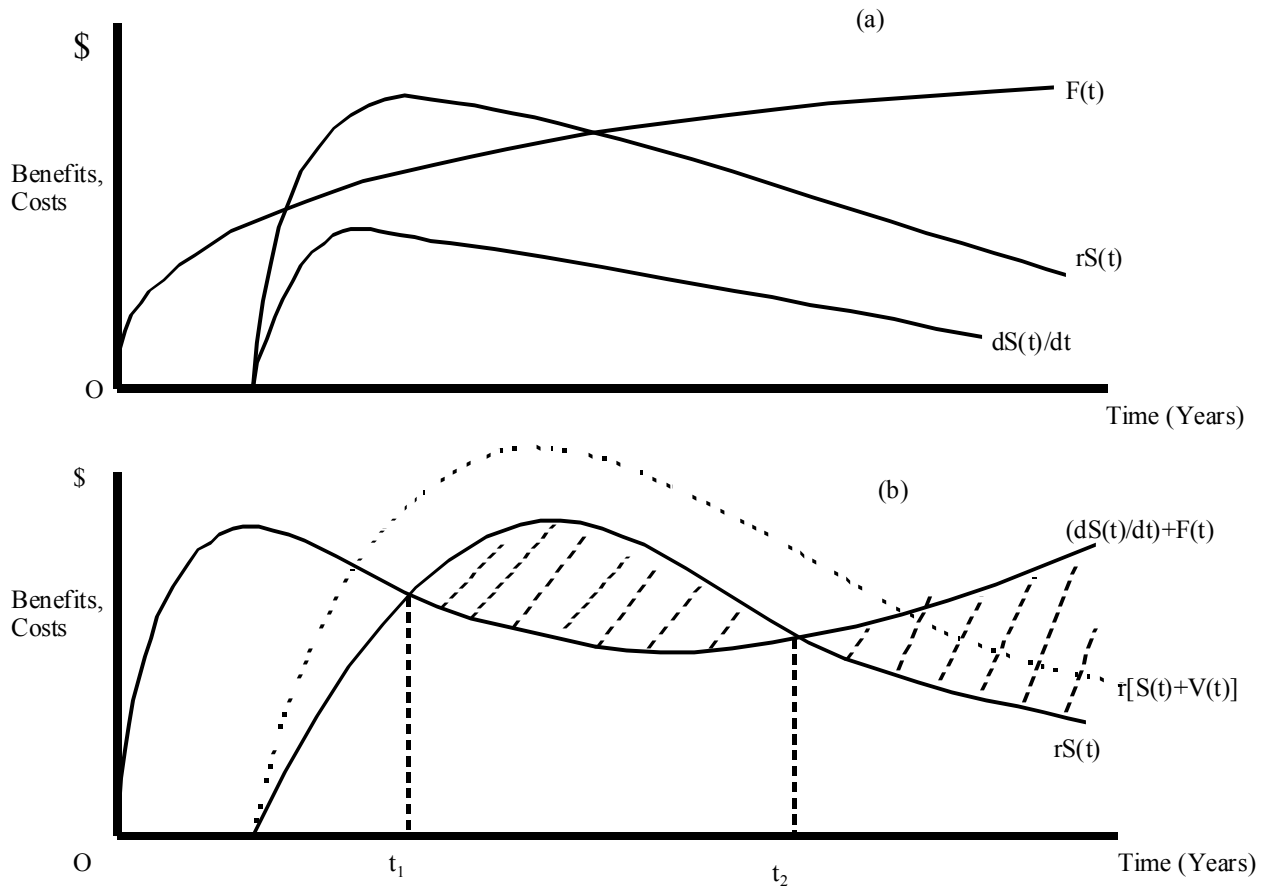 (a)
$
F(t)
Benefits,
Costs
rS(t)
dS(t)/dt
O
Time (Years)
$
(b)
(dS(t)/dt)+F(t)
Benefits,
Costs
r[S(t)+V(t)]
rS(t)
O
t₁
t₂
Time (Years)